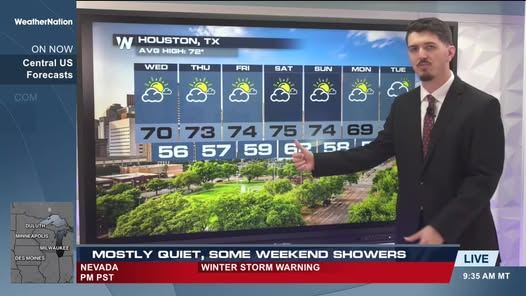 WeatherNation
ON NOW
Central US
Forecasts
COM
HOUSTON, TX
AVG HIGH: 72°
WED THU FRI SAT SUN MON TUE
70 73 74 75 74 69
56 57 59 58
DULUTH
MINNEAPOLIS
MILWAUKEE
DES MOINES
MOSTLY QUIET, SOME WEEKEND SHOWERS
NEVADA WINTER STORM WARNING
PM PST
LIVE
9:35 AM MT